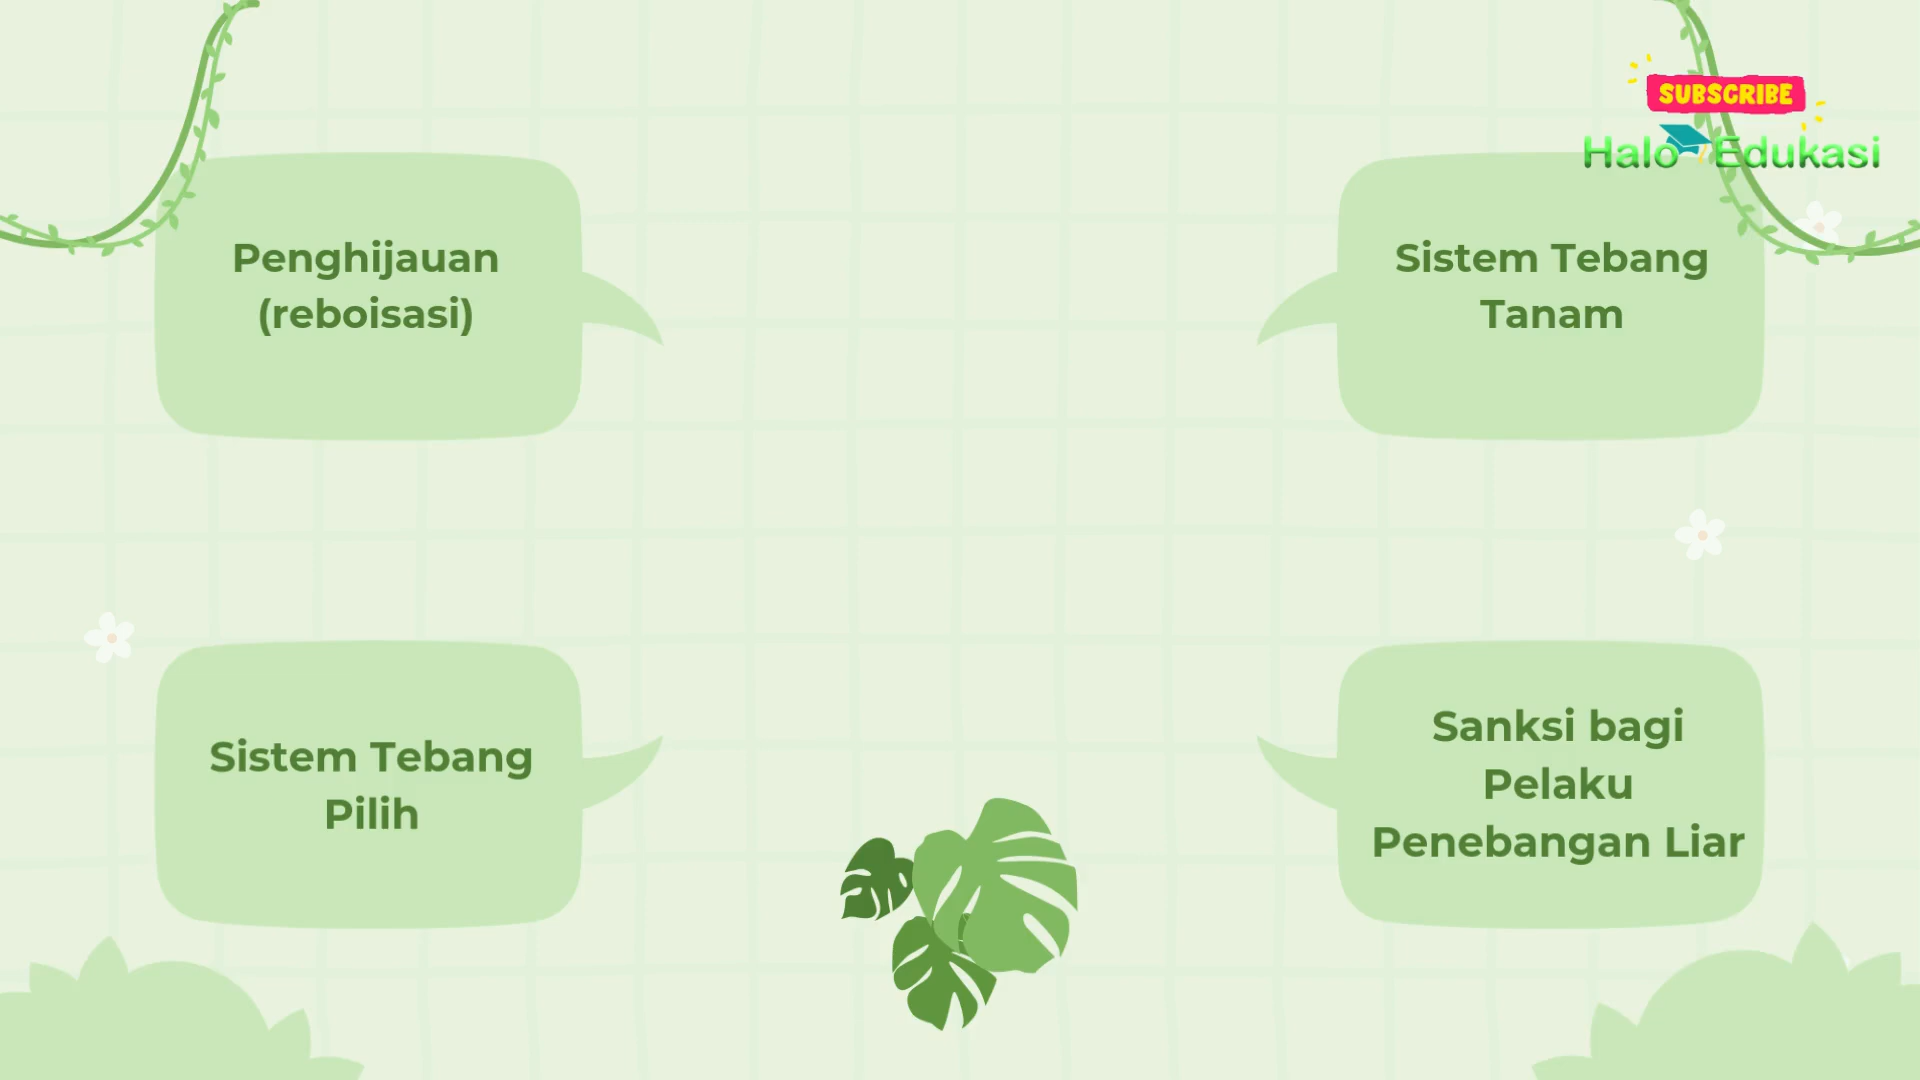 SUBSCRIBE
Halo Edukasi
Penghijauan
(reboisasi)
Sistem Tebang
Tanam
Sistem Tebang
Pilih
Sanksi bagi
Pelaku
Penebangan Liar